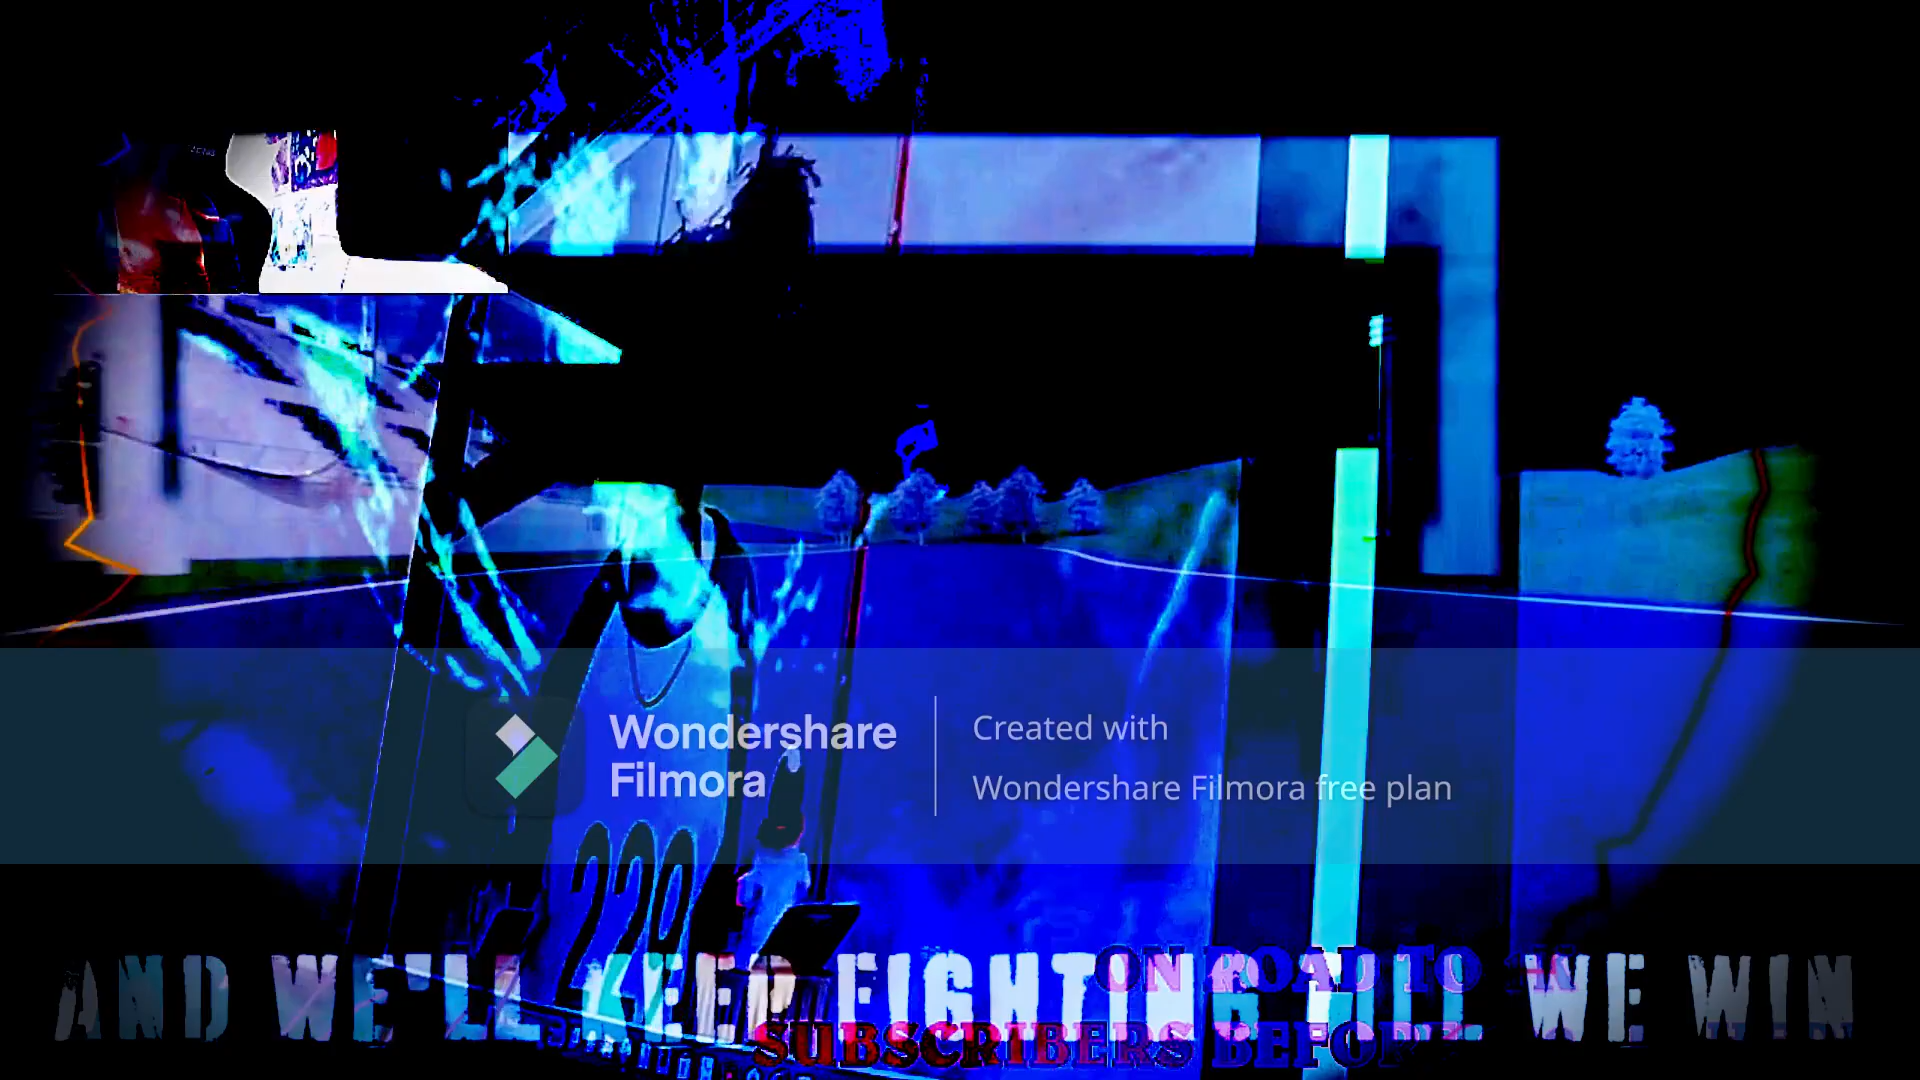 Wondershare
Filmora
Created with
Wondershare Filmora free plan
229
AND WE'LL KEEP FIGHTING TILL WE WIN
ON ROAD TO
SUBSCRIBERS BEFORE